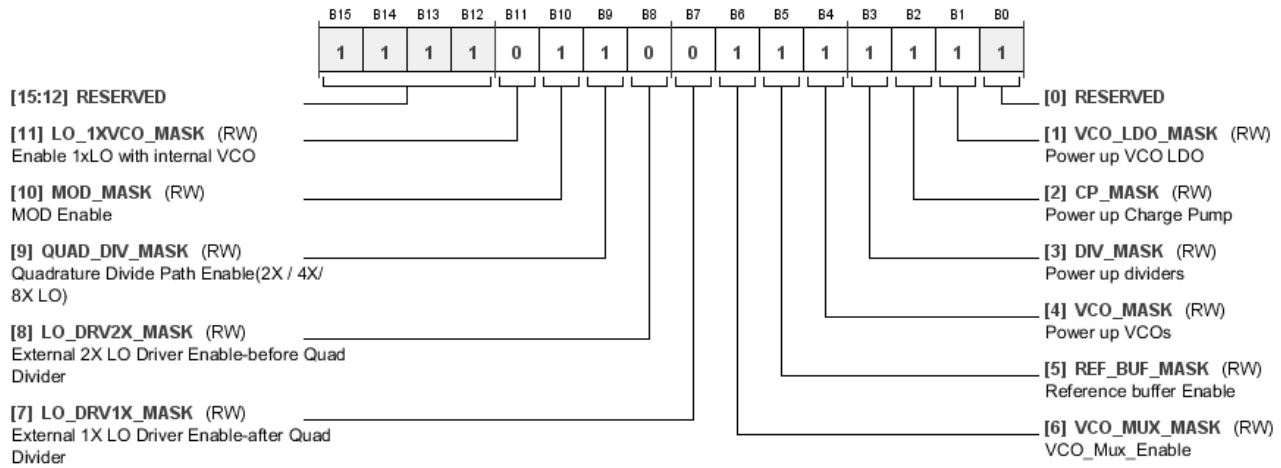 B15 B14 B13 B12 B11 B10 B9 B8 B7 B6 B5 B4 B3 B2 B1 B0
1 1 1 1 0 1 1 0 0 1 1 1 1 1 1 1
[15:12] RESERVED
[11] LO_1XVCO_MASK (RW)
Enable 1xLO with internal VCO
[10] MOD_MASK (RW)
MOD Enable
[9] QUAD_DIV_MASK (RW)
Quadrature Divide Path Enable(2X / 4X/
8X LO)
[8] LO_DRV2X_MASK (RW)
External 2X LO Driver Enable-before Quad
Divider
[7] LO_DRV1X_MASK (RW)
External 1X LO Driver Enable-after Quad
Divider
[0] RESERVED
[1] VCO_LDO_MASK (RW)
Power up VCO LDO
[2] CP_MASK (RW)
Power up Charge Pump
[3] DIV_MASK (RW)
Power up dividers
[4] VCO_MASK (RW)
Power up VCOs
[5] REF_BUF_MASK (RW)
Reference buffer Enable
[6] VCO_MUX_MASK (RW)
VCO_Mux_Enable